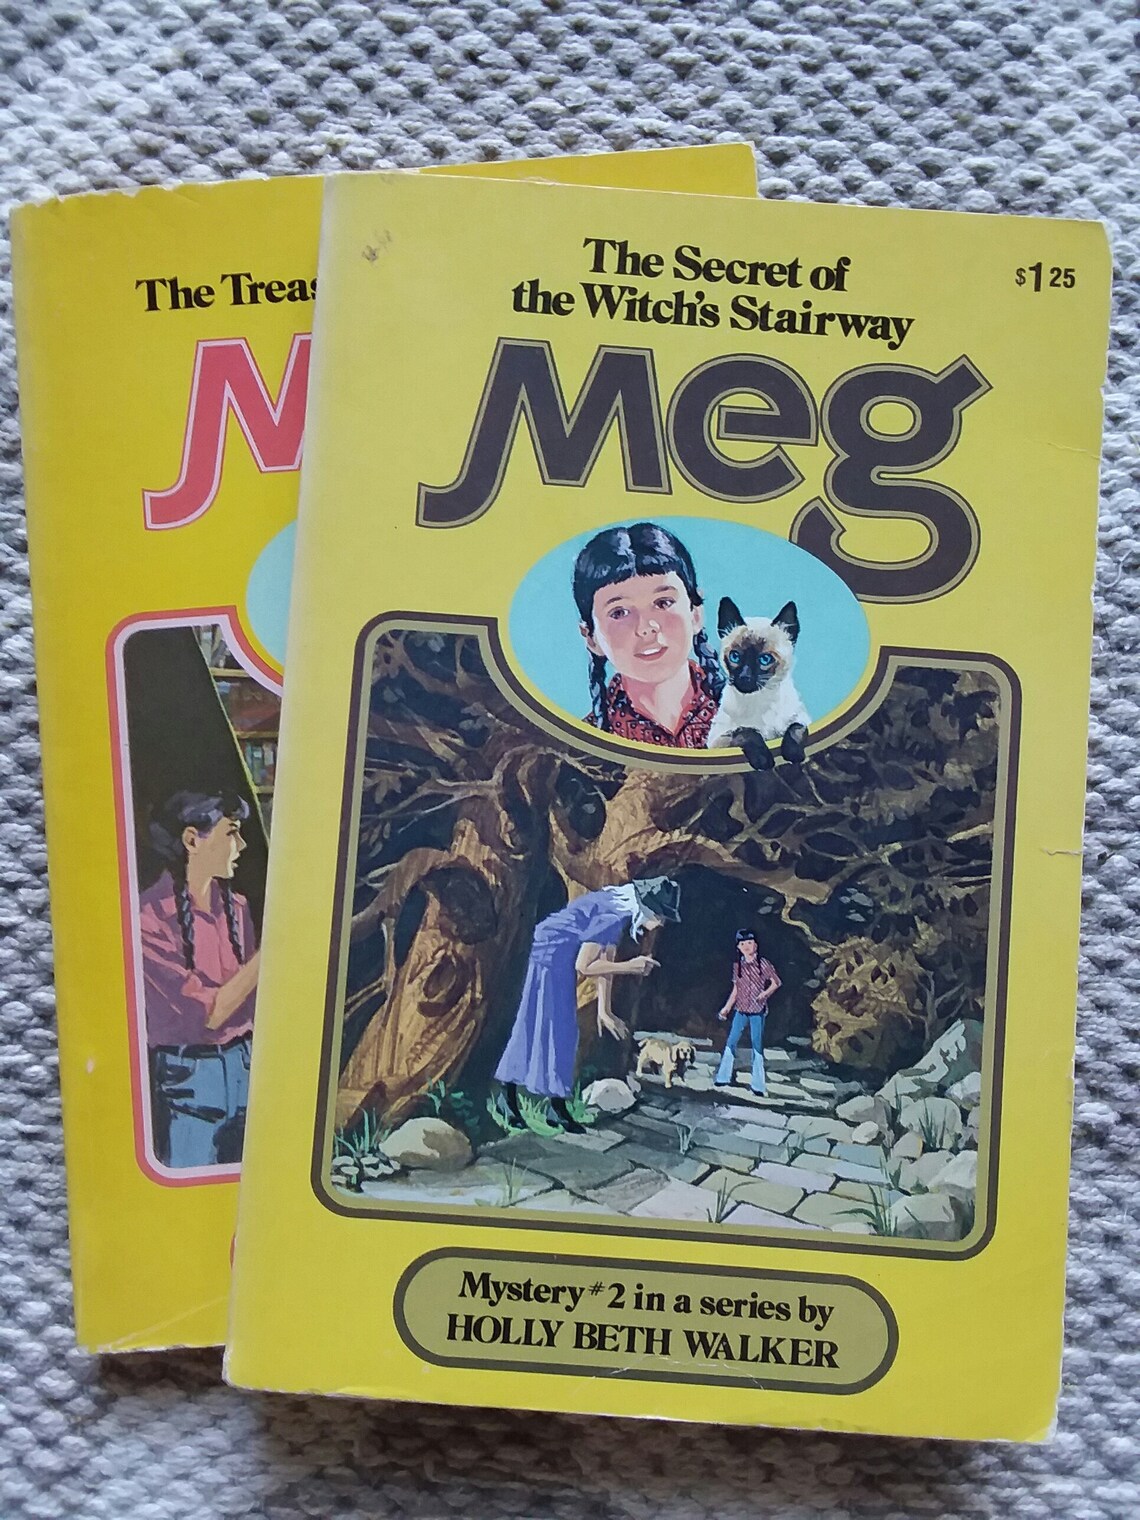 The Treas
M
The Secret of
the Witch's Stairway
$1 25
Meg
Mystery #2 in a series by
HOLLY BETH WALKER